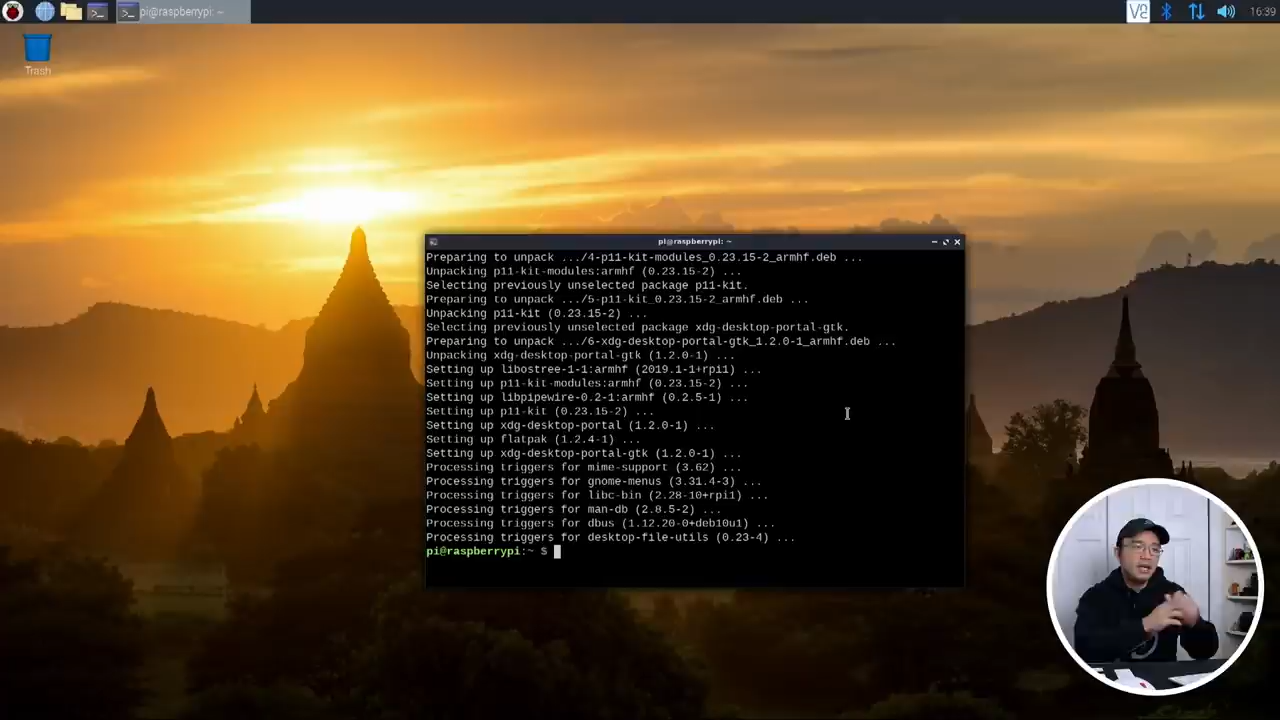 pi@raspberrypi: ~
16:39
Trash
pi@raspberrypi: ~
Preparing to unpack .../4-p11-kit-modules_0.23.15-2_armhf.deb ...
Unpacking p11-kit-modules:armhf (0.23.15-2) ...
Selecting previously unselected package p11-kit.
Preparing to unpack .../5-p11-kit_0.23.15-2_armhf.deb ...
Unpacking p11-kit (0.23.15-2) ...
Selecting previously unselected package xdg-desktop-portal-gtk.
Preparing to unpack .../6-xdg-desktop-portal-gtk_1.2.0-1_armhf.deb ...
Unpacking xdg-desktop-portal-gtk (1.2.0-1) ...
Setting up libostree-1-1:armhf (2019.1-1+rpi1) ...
Setting up p11-kit-modules:armhf (0.23.15-2) ...
Setting up libpipewire-0.2-1:armhf (0.2.5-1) ...
Setting up p11-kit (0.23.15-2) ...
Setting up xdg-desktop-portal (1.2.0-1) ...
Setting up flatpak (1.2.4-1) ...
Setting up xdg-desktop-portal-gtk (1.2.0-1) ...
Processing triggers for mime-support (3.62) ...
Processing triggers for gnome-menus (3.31.4-3) ...
Processing triggers for libc-bin (2.28-10+rpi1) ...
Processing triggers for man-db (2.8.5-2) ...
Processing triggers for dbus (1.12.20-0+deb10u1) ...
Processing triggers for desktop-file-utils (0.23-4) ...
pi@raspberrypi:~ $